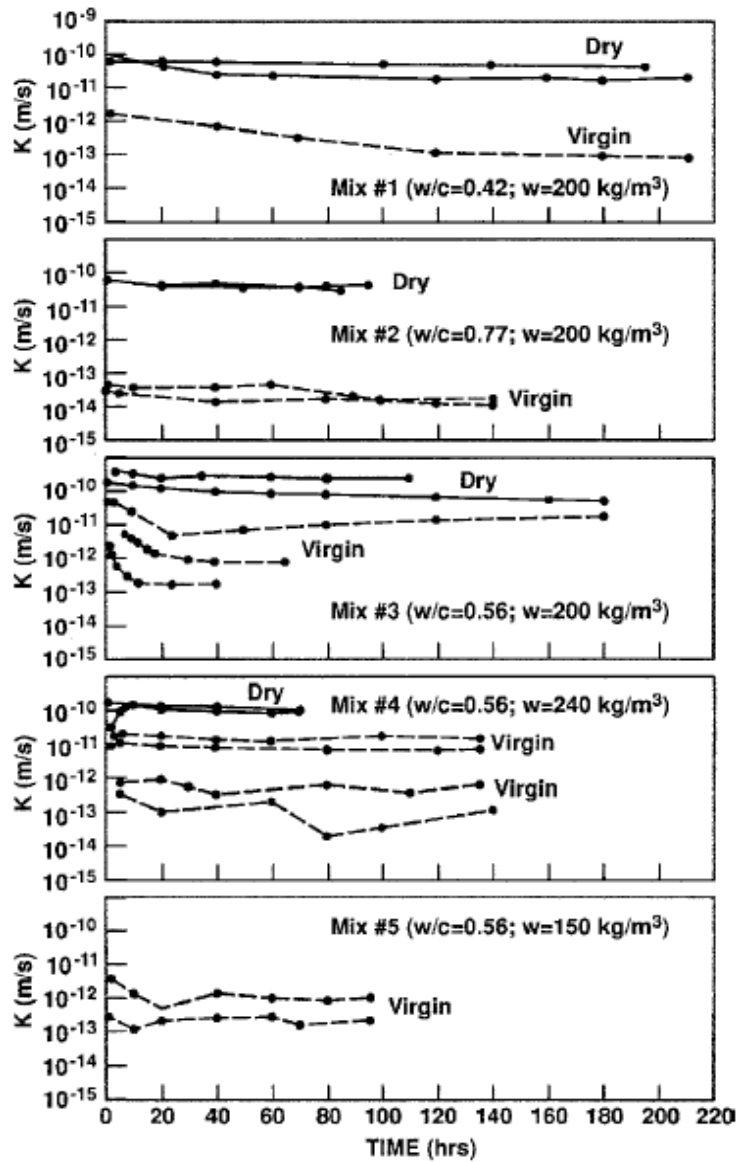 10⁻⁹
10⁻¹⁰
10⁻¹¹
10⁻¹²
10⁻¹³
10⁻¹⁴
10⁻¹⁵
K (m/s)
Dry
Virgin
Mix #1 (w/c=0.42; w=200 kg/m³)
10⁻¹⁰
10⁻¹¹
10⁻¹²
10⁻¹³
10⁻¹⁴
10⁻¹⁵
K (m/s)
Dry
Mix #2 (w/c=0.77; w=200 kg/m³)
Virgin
10⁻¹⁰
10⁻¹¹
10⁻¹²
10⁻¹³
10⁻¹⁴
10⁻¹⁵
K (m/s)
Dry
Virgin
Mix #3 (w/c=0.56; w=200 kg/m³)
10⁻¹⁰
10⁻¹¹
10⁻¹²
10⁻¹³
10⁻¹⁴
10⁻¹⁵
K (m/s)
Dry
Mix #4 (w/c=0.56; w=240 kg/m³)
Virgin
Virgin
10⁻¹⁰
10⁻¹¹
10⁻¹²
10⁻¹³
10⁻¹⁴
10⁻¹⁵
K (m/s)
Mix #5 (w/c=0.56; w=150 kg/m³)
Virgin
0 20 40 60 80 100 120 140 160 180 200 220
TIME (hrs)